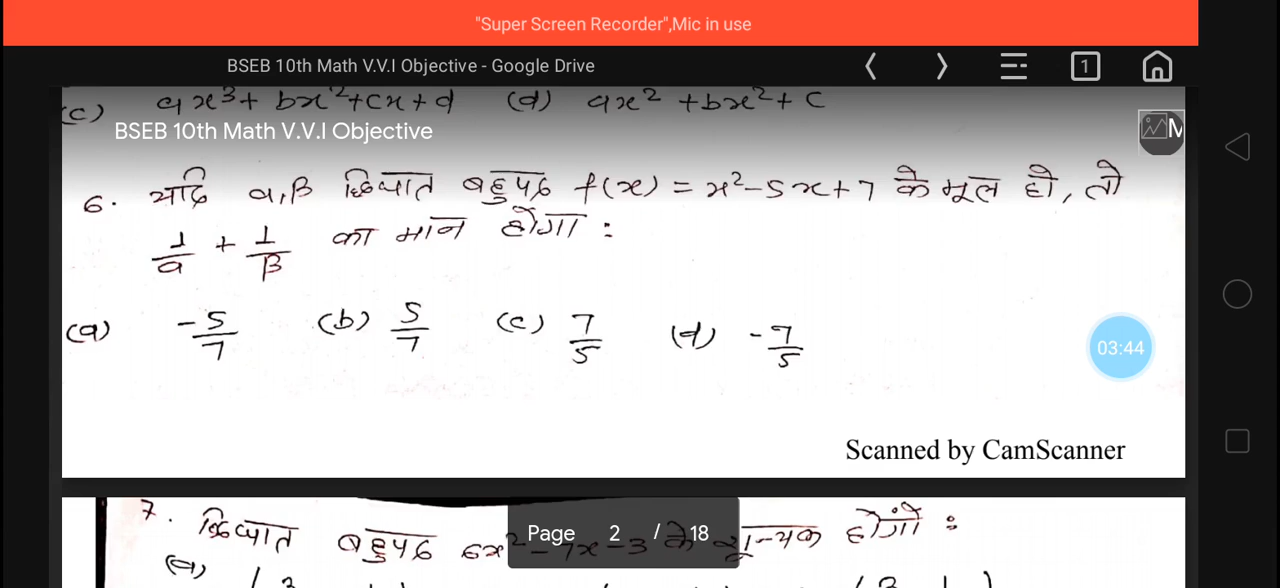 "Super Screen Recorder",Mic in use
BSEB 10th Math V.V.I Objective - Google Drive
1
(c) ax³+ bx²+cx+d (d) ax² +bx²+ c
BSEB 10th Math V.V.I Objective
M
6. यदि α,β द्विघात बहुपद f(x) = x²-5x+7 के मूल हो, तो
1/α + 1/β का मान होगा :
(a) -5/7 (b) 5/7 (c) 7/5 (d) -7/5
03:44
Scanned by CamScanner
7. द्विघात बहुपद 6x²-7x-3 के शून्यक होंगे :
Page 2 / 18
(a)